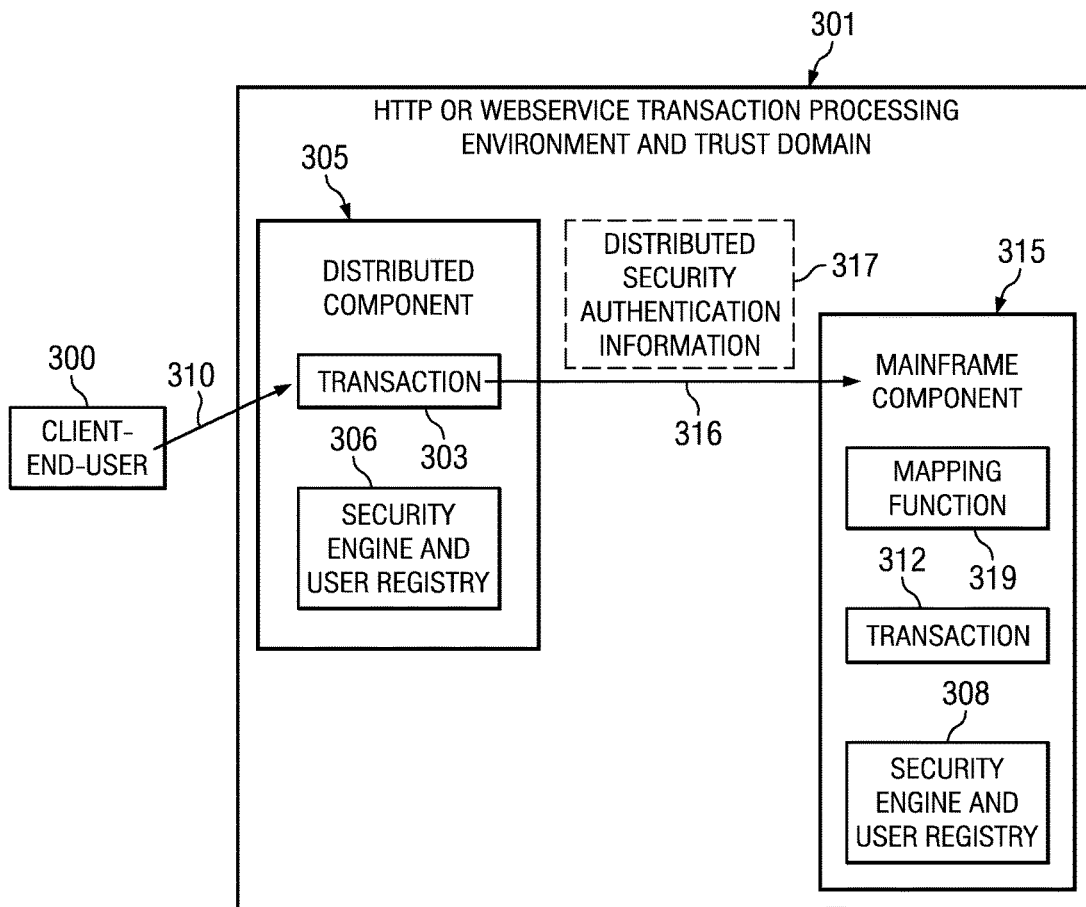 301
HTTP OR WEBSERVICE TRANSACTION PROCESSING
ENVIRONMENT AND TRUST DOMAIN
305
DISTRIBUTED
COMPONENT
DISTRIBUTED
SECURITY
AUTHENTICATION
INFORMATION
317
315
MAINFRAME
COMPONENT
300
CLIENT-
END-USER
310
TRANSACTION
303
316
306
SECURITY
ENGINE AND
USER REGISTRY
MAPPING
FUNCTION
319
312
TRANSACTION
308
SECURITY
ENGINE AND
USER REGISTRY